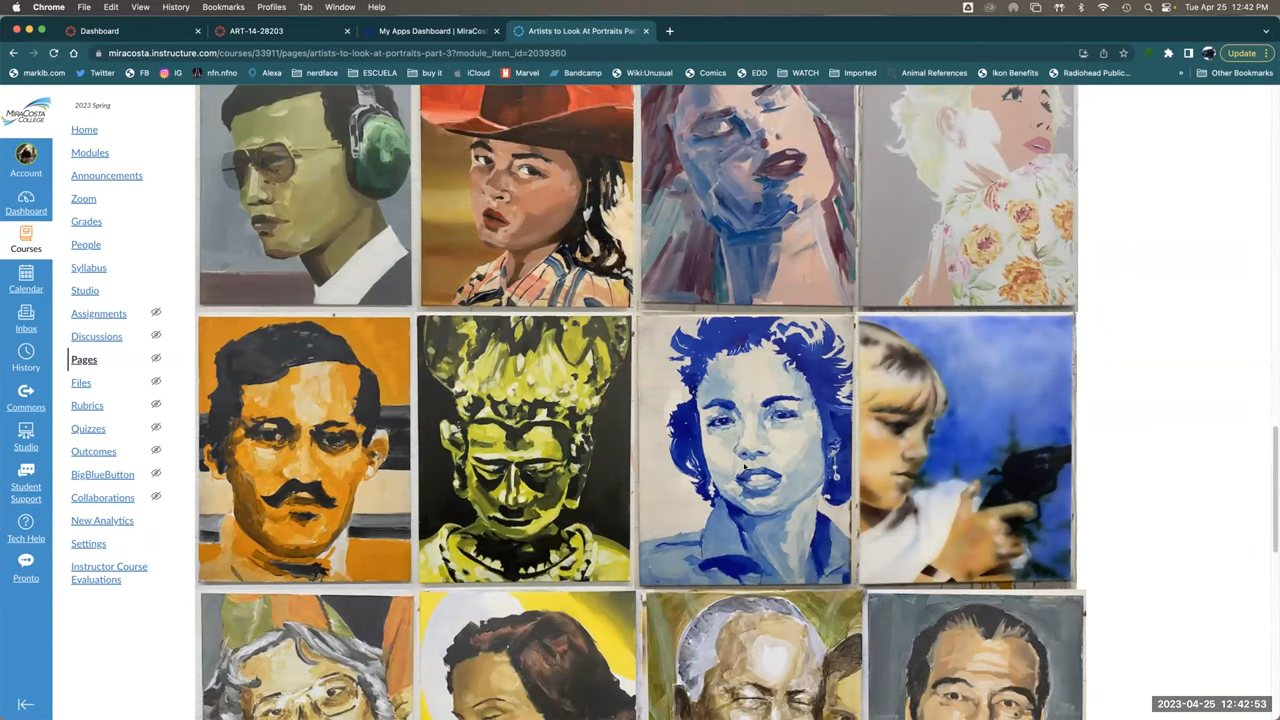 Chrome File Edit View History Bookmarks Profiles Tab Window Help Tue Apr 25 12:42 PM
Dashboard ART-14-28203 My Apps Dashboard | MiraCos Artists to Look At Portraits Par
miracosta.instructure.com/courses/33911/pages/artists-to-look-at-portraits-part-3?module_item_id=2039360 Update
marklb.com Twitter FB IG nfn.nfno Alexa nerdface ESCUELA buy it iCloud Marvel Bandcamp Wiki:Unusual Comics EDD WATCH Imported Animal References Ikon Benefits Radiohead Public... » Other Bookmarks
MIRACOSTA
COLLEGE
Account
Dashboard
Courses
Calendar
Inbox
History
Commons
Studio
Student
Support
Tech Help
Pronto
2023 Spring
Home
Modules
Announcements
Zoom
Grades
People
Syllabus
Studio
Assignments
Discussions
Pages
Files
Rubrics
Quizzes
Outcomes
BigBlueButton
Collaborations
New Analytics
Settings
Instructor Course
Evaluations
2023-04-25 12:42:53